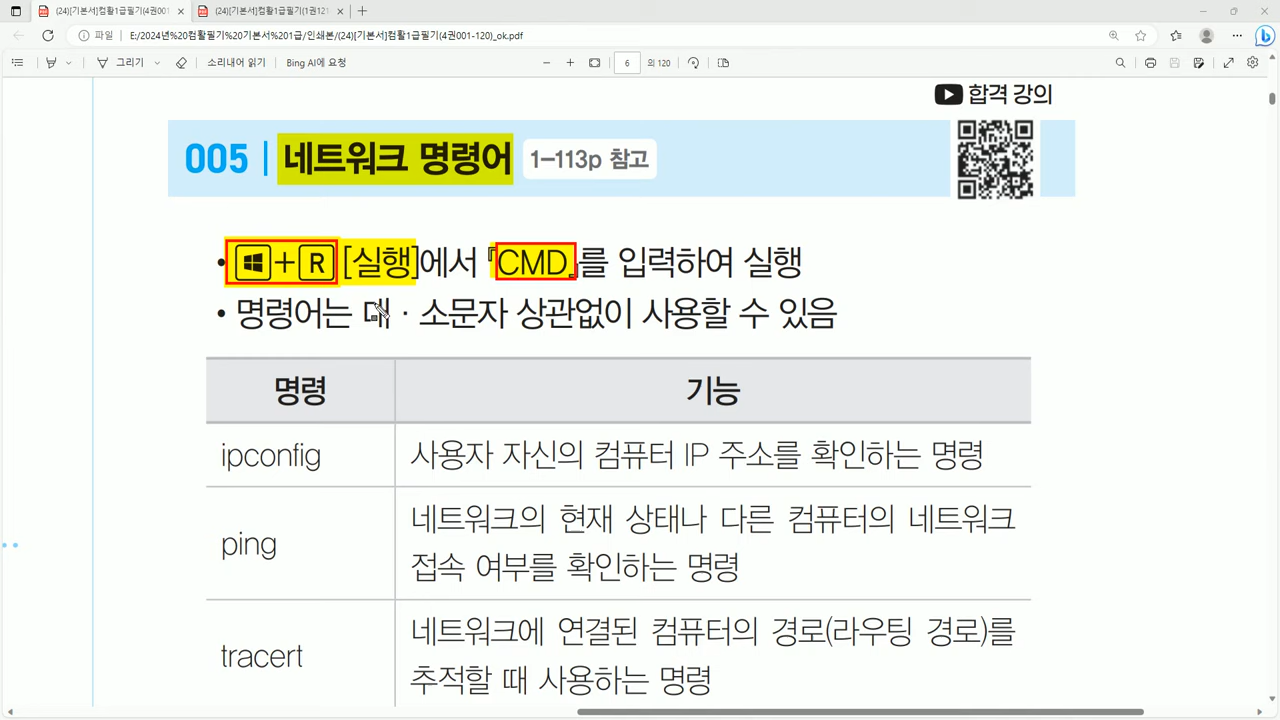 (24)[기본서]컴활1급필기(4권001
(24)[기본서]컴활1급필기(1권121
파일 E:/2024년%20컴활필기%20기본서%201급/인쇄본/(24)[기본서]컴활1급필기(4권001-120)_ok.pdf
그리기 소리내어 읽기 Bing AI에 요청 6 의 120
합격 강의
005 네트워크 명령어 1-113p 참고
• +R [실행]에서 『CMD』를 입력하여 실행
• 명령어는 대·소문자 상관없이 사용할 수 있음
명령 기능
ipconfig 사용자 자신의 컴퓨터 IP 주소를 확인하는 명령
ping 네트워크의 현재 상태나 다른 컴퓨터의 네트워크
접속 여부를 확인하는 명령
tracert 네트워크에 연결된 컴퓨터의 경로(라우팅 경로)를
추적할 때 사용하는 명령